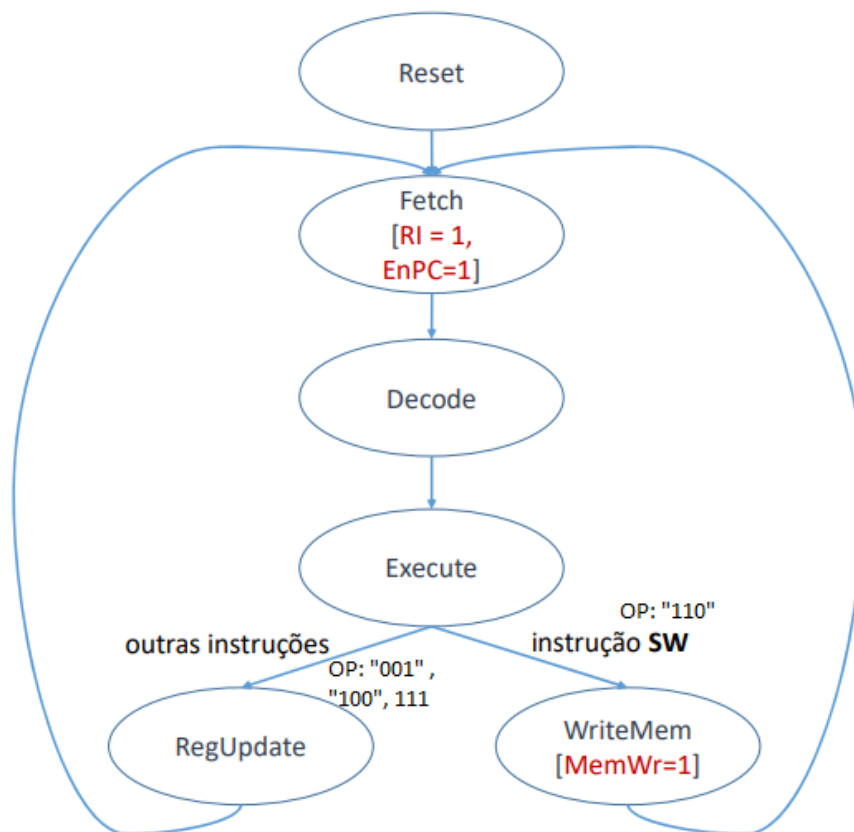 Reset
Fetch
[RI = 1,
EnPC=1]
Decode
Execute
OP: "110"
outras instruções
instrução SW
OP: "001" ,
"100", 111
RegUpdate
WriteMem
[MemWr=1]